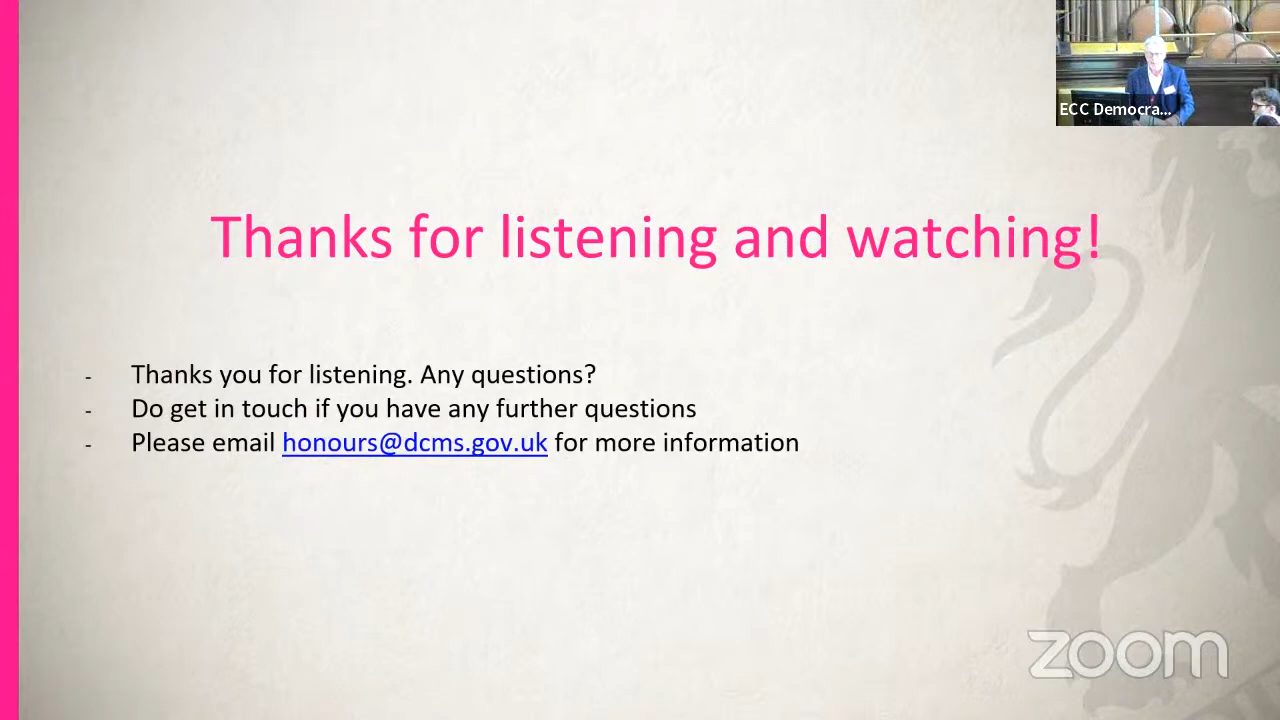 ECC Democra...
Thanks for listening and watching!
- Thanks you for listening. Any questions?
- Do get in touch if you have any further questions
- Please email honours@dcms.gov.uk for more information
zoom